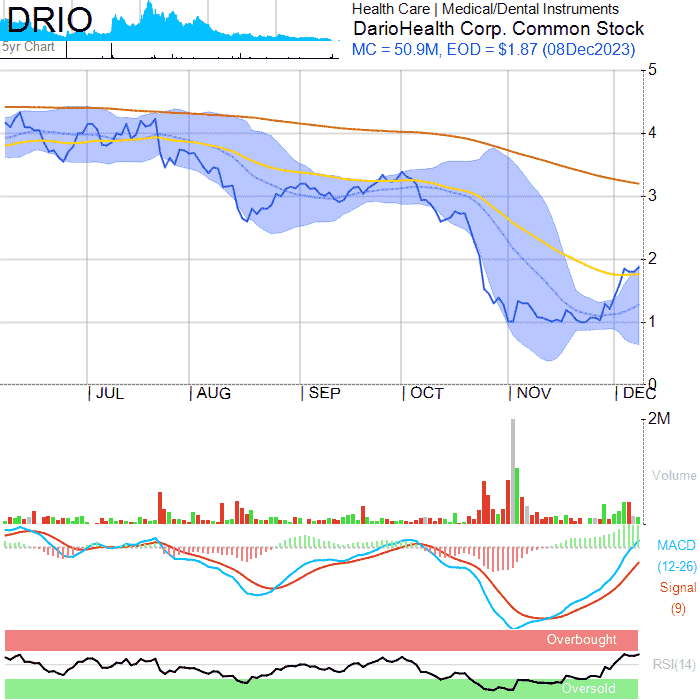 DRIO
5yr Chart
Health Care | Medical/Dental Instruments
DarioHealth Corp. Common Stock
MC = 50.9M, EOD = $1.87 (08Dec2023)
5
4
3
2
1
0
JUL AUG SEP OCT NOV DEC
2M
Volume
MACD
(12-26)
Signal
(9)
Overbought
RSI(14)
Oversold